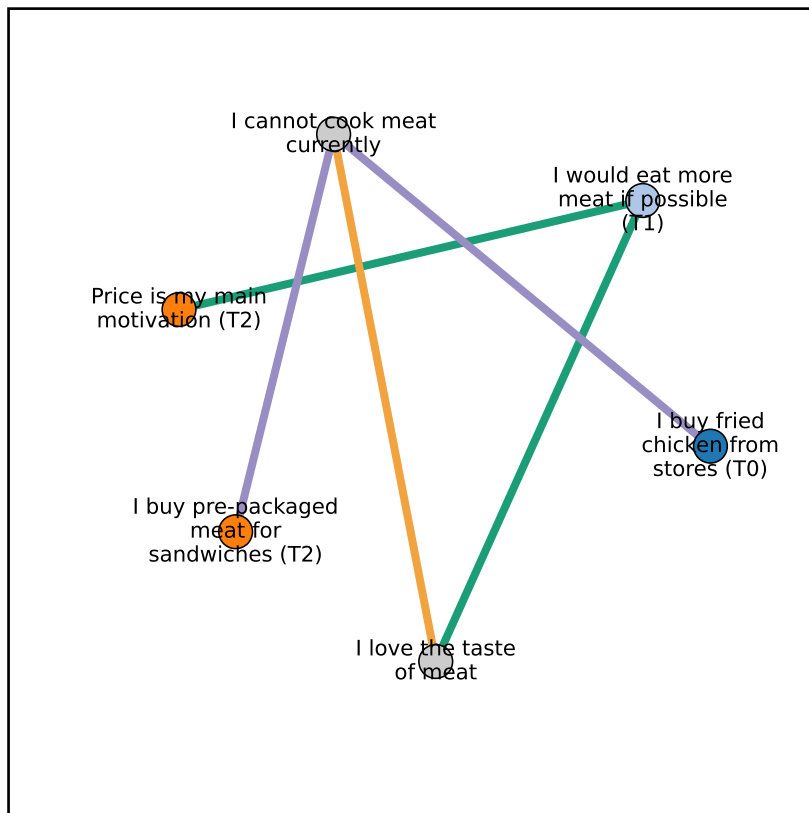 I cannot cook meat
currently
I would eat more
meat if possible
(T1)
Price is my main
motivation (T2)
I buy fried
chicken from
stores (T0)
I buy pre-packaged
meat for
sandwiches (T2)
I love the taste
of meat